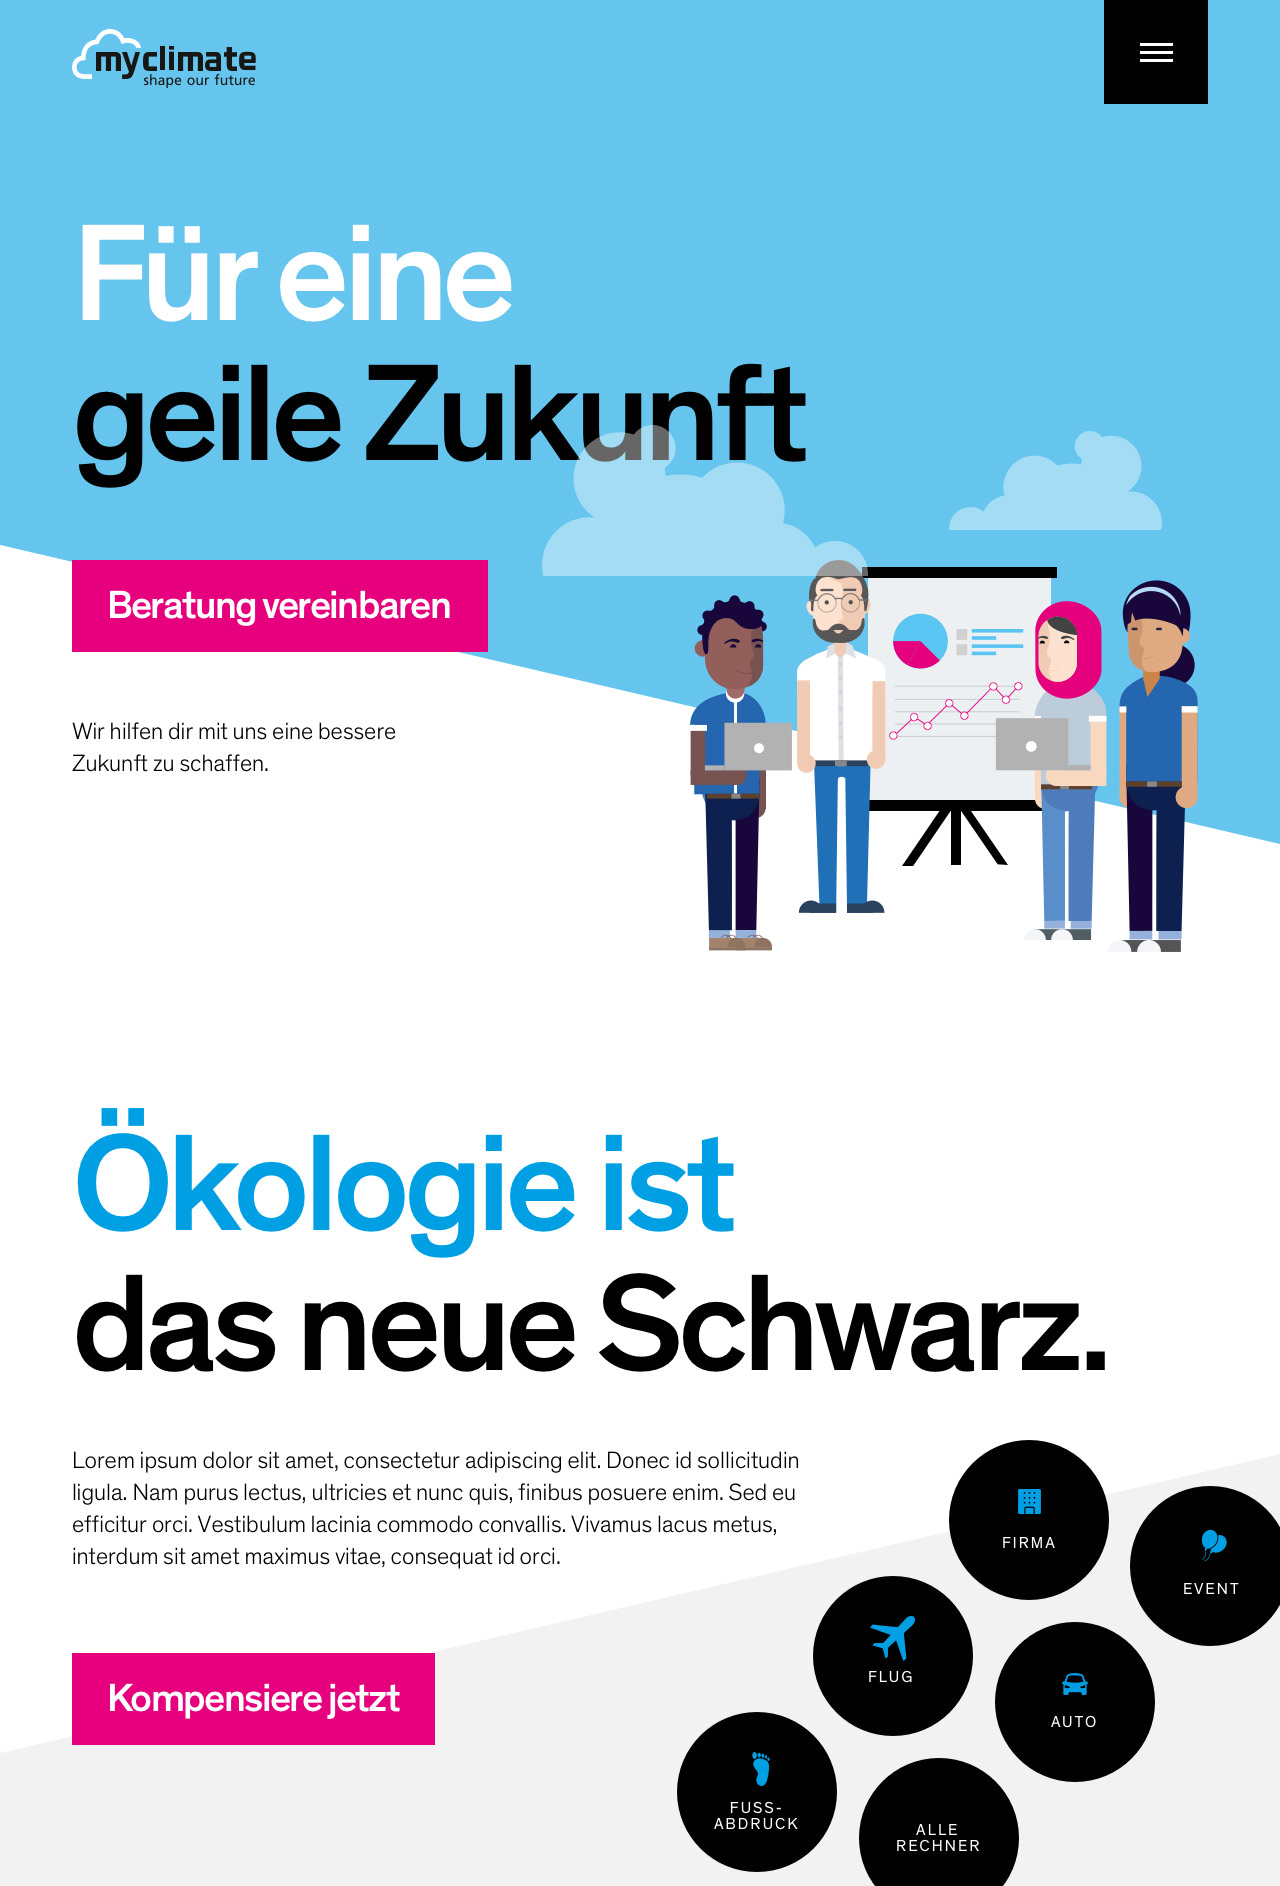 myclimate
shape our future
Für eine
geile Zukunft
Beratung vereinbaren
Wir hilfen dir mit uns eine bessere
Zukunft zu schaffen.
Ökologie ist
das neue Schwarz.
Lorem ipsum dolor sit amet, consectetur adipiscing elit. Donec id sollicitudin
ligula. Nam purus lectus, ultricies et nunc quis, finibus posuere enim. Sed eu
efficitur orci. Vestibulum lacinia commodo convallis. Vivamus lacus metus,
interdum sit amet maximus vitae, consequat id orci.
Kompensiere jetzt
FIRMA
EVENT
FLUG
AUTO
FUSS-
ABDRUCK
ALLE
RECHNER